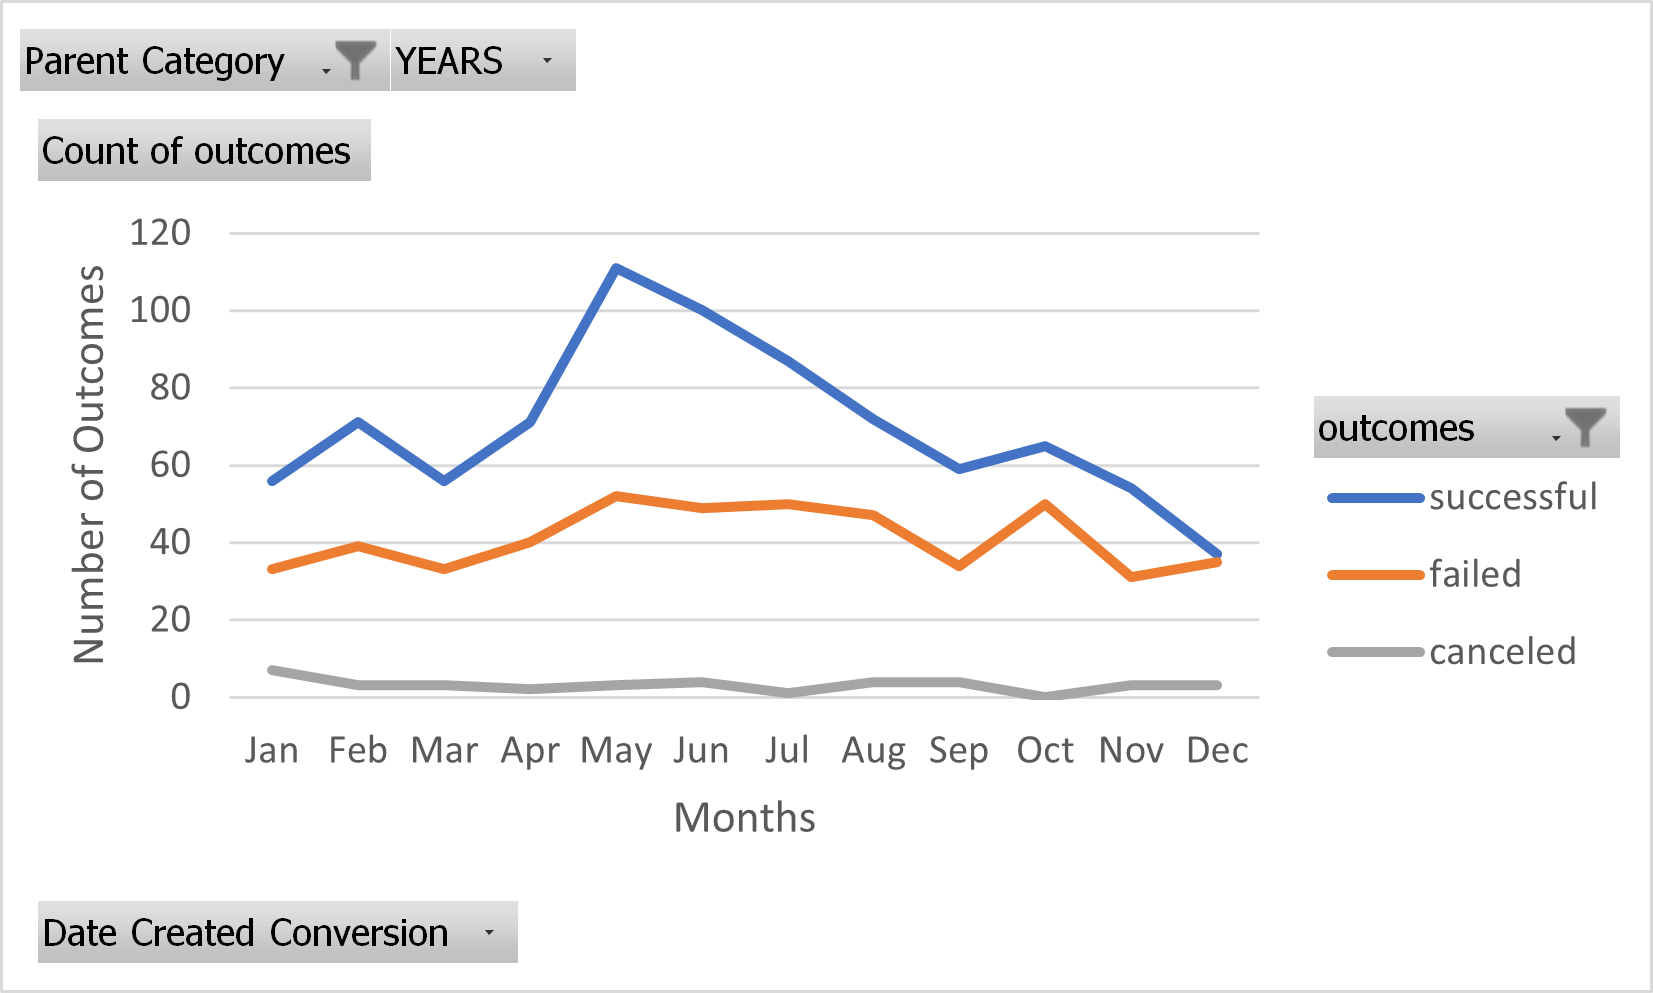 Parent Category YEARS
Count of outcomes
Number of Outcomes
120
100
80
60
40
20
0
Jan Feb Mar Apr May Jun Jul Aug Sep Oct Nov Dec
Months
outcomes
successful
failed
canceled
Date Created Conversion